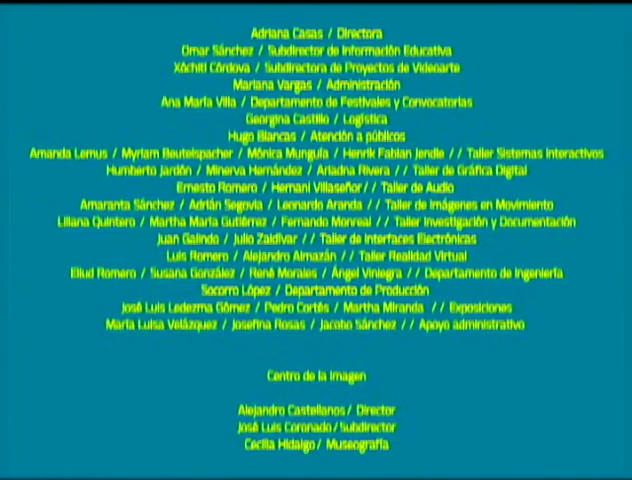 Adriana Casas / Directora
Omar Sánchez / Subdirector de Información Educativa
Xóchitl Córdova / Subdirectora de Proyectos de Videoarte
Mariana Vargas / Administración
Ana María Villa / Departamento de Festivales y Convocatorias
Georgina Castillo / Logística
Hugo Blancas / Atención a públicos
Amanda Lemus / Myriam Beutelspacher / Mónica Munguía / Henrik Fabian Jendle // Taller Sistemas Interactivos
Humberto Jardón / Minerva Hernández / Ariadna Rivera // Taller de Gráfica Digital
Ernesto Romero / Hernani Villaseñor// Taller de Audio
Amaranta Sánchez / Adrián Segovia / Leonardo Aranda // Taller de Imágenes en Movimiento
Liliana Quintero / Martha María Gutiérrez / Fernando Monreal // Taller Investigación y Documentación
Juan Galindo / Julio Zaldívar // Taller de Interfaces Electrónicas
Luis Romero / Alejandro Almazán // Taller Realidad Virtual
Eliud Romero / Susana González / René Morales / Ángel Viniegra // Departamento de Ingeniería
Socorro López / Departamento de Producción
José Luis Ledezma Gómez / Pedro Cortés / Martha Miranda // Exposiciones
María Luisa Velázquez / Josefina Rosas / Jacobo Sánchez // Apoyo administrativo
Centro de la Imagen
Alejandro Castellanos/ Director
José Luis Coronado/ Subdirector
Cecilia Hidalgo/ Museografía